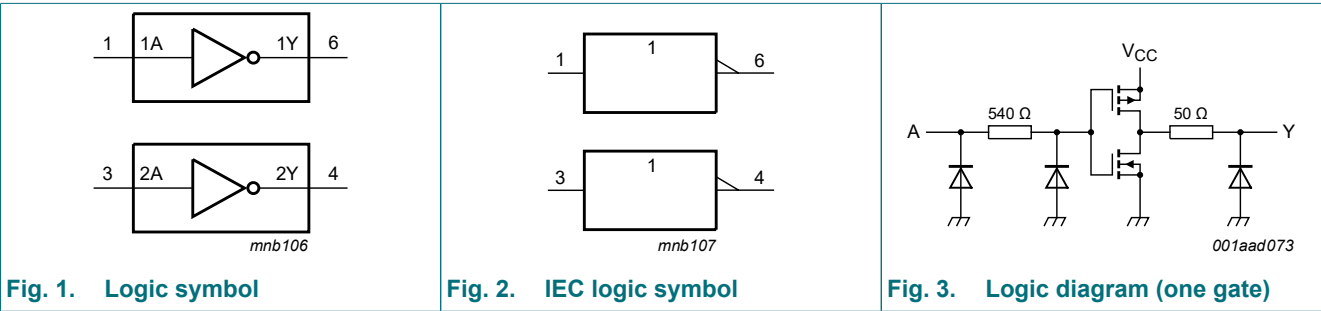 1 1A 1Y 6
3 2A 2Y 4
mnb106
Fig. 1. Logic symbol
1 1 6
3 1 4
mnb107
Fig. 2. IEC logic symbol
VCC
540 Ω 50 Ω
A Y
001aad073
Fig. 3. Logic diagram (one gate)